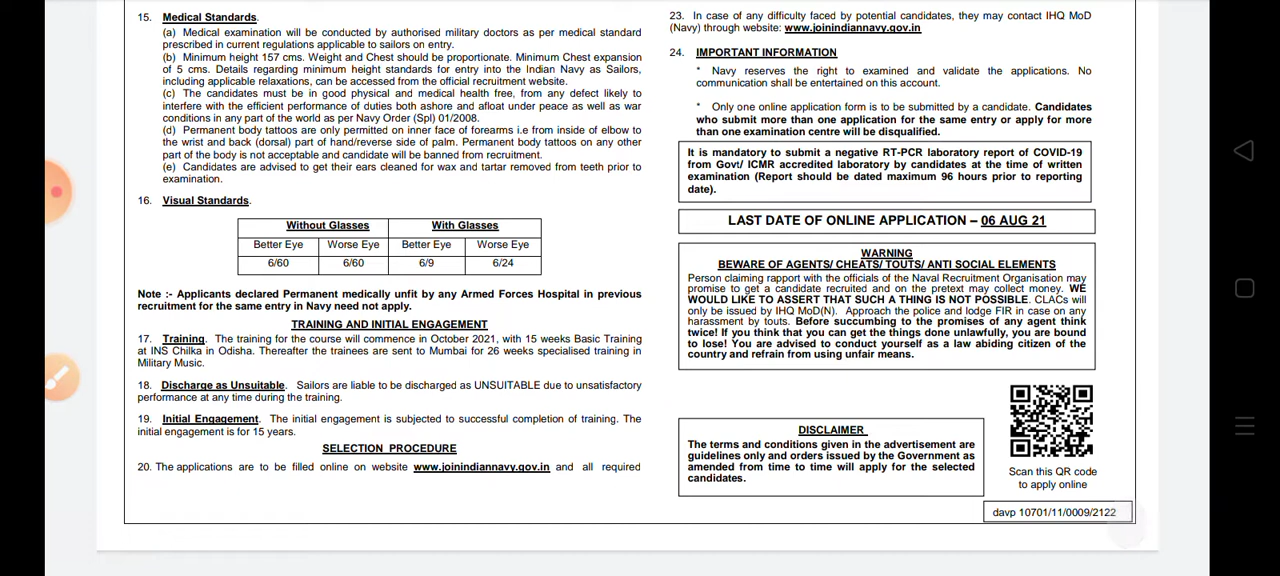 15. Medical Standards.
(a) Medical examination will be conducted by authorised military doctors as per medical standard
prescribed in current regulations applicable to sailors on entry.
(b) Minimum height 157 cms. Weight and Chest should be proportionate. Minimum Chest expansion
of 5 cms. Details regarding minimum height standards for entry into the Indian Navy as Sailors,
including applicable relaxations, can be accessed from the official recruitment website.
(c) The candidates must be in good physical and medical health free, from any defect likely to
interfere with the efficient performance of duties both ashore and afloat under peace as well as war
conditions in any part of the world as per Navy Order (Spl) 01/2008.
(d) Permanent body tattoos are only permitted on inner face of forearms i.e from inside of elbow to
the wrist and back (dorsal) part of hand/reverse side of palm. Permanent body tattoos on any other
part of the body is not acceptable and candidate will be banned from recruitment.
(e) Candidates are advised to get their ears cleaned for wax and tartar removed from teeth prior to
examination.
16. Visual Standards.
Without Glasses With Glasses
Better Eye Worse Eye Better Eye Worse Eye
6/60 6/60 6/9 6/24
Note :- Applicants declared Permanent medically unfit by any Armed Forces Hospital in previous
recruitment for the same entry in Navy need not apply.
TRAINING AND INITIAL ENGAGEMENT
17. Training. The training for the course will commence in October 2021, with 15 weeks Basic Training
at INS Chilka in Odisha. Thereafter the trainees are sent to Mumbai for 26 weeks specialised training in
Military Music.
18. Discharge as Unsuitable. Sailors are liable to be discharged as UNSUITABLE due to unsatisfactory
performance at any time during the training.
19. Initial Engagement. The initial engagement is subjected to successful completion of training. The
initial engagement is for 15 years.
SELECTION PROCEDURE
20. The applications are to be filled online on website www.joinindiannavy.gov.in and all required
23. In case of any difficulty faced by potential candidates, they may contact IHQ MoD
(Navy) through website: www.joinindiannavy.gov.in
24. IMPORTANT INFORMATION
* Navy reserves the right to examined and validate the applications. No
communication shall be entertained on this account.
* Only one online application form is to be submitted by a candidate. Candidates
who submit more than one application for the same entry or apply for more
than one examination centre will be disqualified.
It is mandatory to submit a negative RT-PCR laboratory report of COVID-19
from Govt/ ICMR accredited laboratory by candidates at the time of written
examination (Report should be dated maximum 96 hours prior to reporting
date).
LAST DATE OF ONLINE APPLICATION – 06 AUG 21
WARNING
BEWARE OF AGENTS/ CHEATS/ TOUTS/ ANTI SOCIAL ELEMENTS
Person claiming rapport with the officials of the Naval Recruitment Organisation may
promise to get a candidate recruited and on the pretext may collect money. WE
WOULD LIKE TO ASSERT THAT SUCH A THING IS NOT POSSIBLE. CLACs will
only be issued by IHQ MoD(N). Approach the police and lodge FIR in case on any
harassment by touts. Before succumbing to the promises of any agent think
twice! If you think that you can get the things done unlawfully, you are bound
to lose! You are advised to conduct yourself as a law abiding citizen of the
country and refrain from using unfair means.
DISCLAIMER
The terms and conditions given in the advertisement are
guidelines only and orders issued by the Government as
amended from time to time will apply for the selected
candidates.
Scan this QR code
to apply online
davp 10701/11/0009/2122